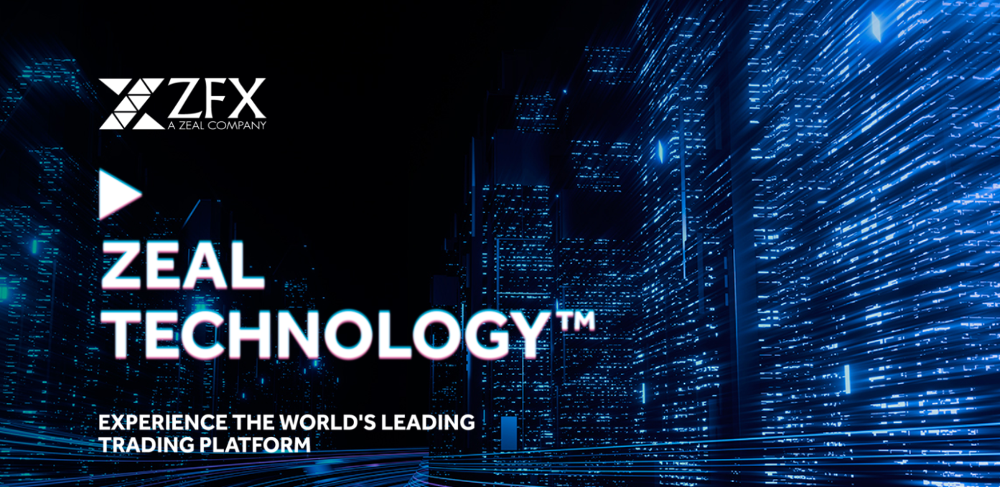 ZFX
A ZEAL COMPANY
ZEAL
TECHNOLOGY™
EXPERIENCE THE WORLD'S LEADING
TRADING PLATFORM